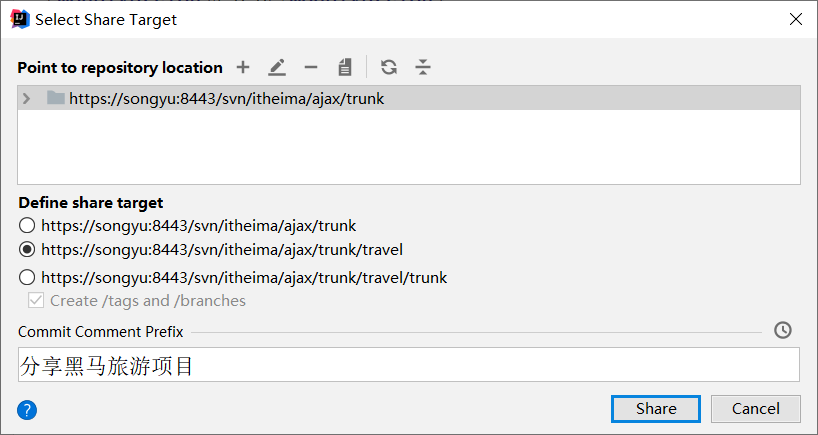 Select Share Target
Point to repository location
https://songyu:8443/svn/itheima/ajax/trunk
Define share target
https://songyu:8443/svn/itheima/ajax/trunk
https://songyu:8443/svn/itheima/ajax/trunk/travel
https://songyu:8443/svn/itheima/ajax/trunk/travel/trunk
Create /tags and /branches
Commit Comment Prefix
分享黑马旅游项目
?
Share
Cancel